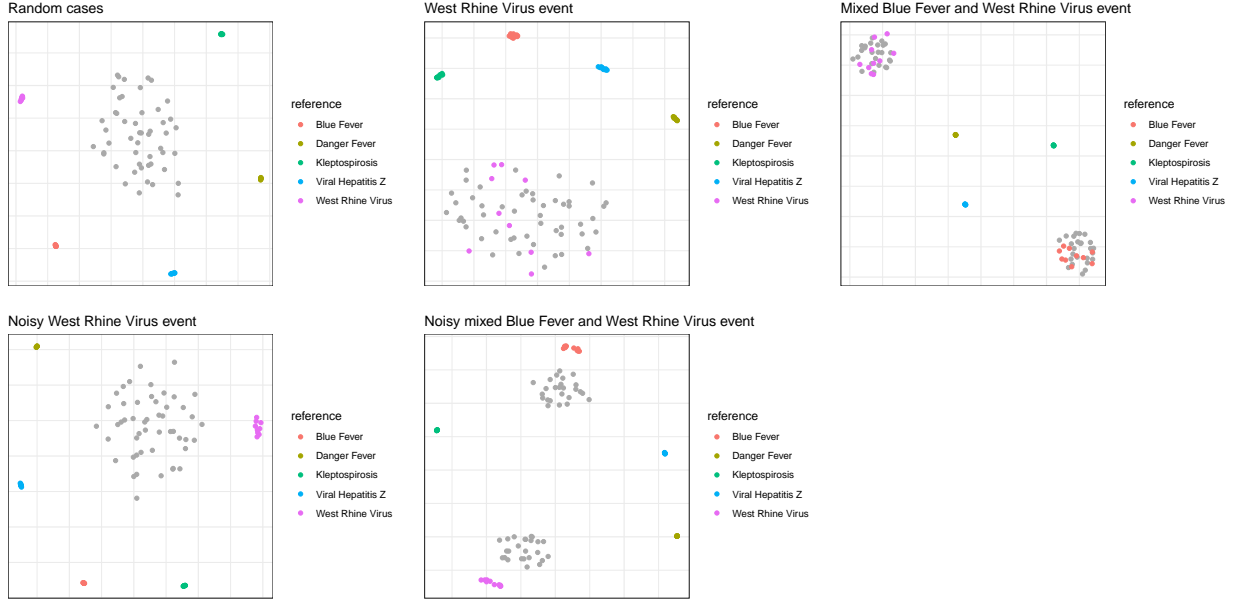 Random cases
reference
Blue Fever
Danger Fever
Kleptospirosis
Viral Hepatitis Z
West Rhine Virus
West Rhine Virus event
reference
Blue Fever
Danger Fever
Kleptospirosis
Viral Hepatitis Z
West Rhine Virus
Mixed Blue Fever and West Rhine Virus event
reference
Blue Fever
Danger Fever
Kleptospirosis
Viral Hepatitis Z
West Rhine Virus
Noisy West Rhine Virus event
reference
Blue Fever
Danger Fever
Kleptospirosis
Viral Hepatitis Z
West Rhine Virus
Noisy mixed Blue Fever and West Rhine Virus event
reference
Blue Fever
Danger Fever
Kleptospirosis
Viral Hepatitis Z
West Rhine Virus